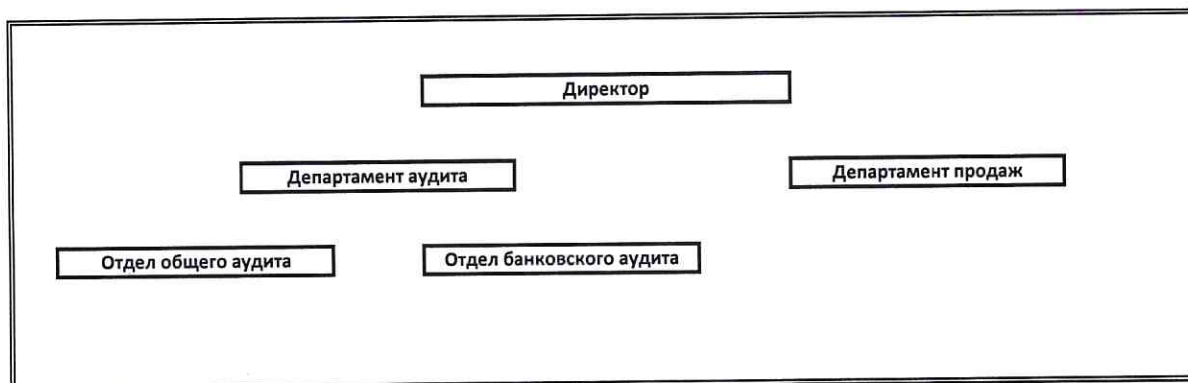 Директор
Департамент аудита
Департамент продаж
Отдел общего аудита
Отдел банковского аудита